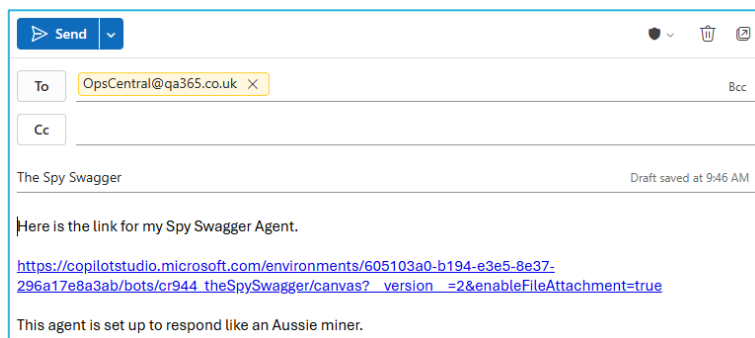 Send
To
OpsCentral@qa365.co.uk
Bcc
Cc
The Spy Swagger
Draft saved at 9:46 AM
Here is the link for my Spy Swagger Agent.
https://copilotstudio.microsoft.com/environments/605103a0-b194-e3e5-8e37-
296a17e8a3ab/bots/cr944_theSpySwagger/canvas?__version__=2&enableFileAttachment=true
This agent is set up to respond like an Aussie miner.